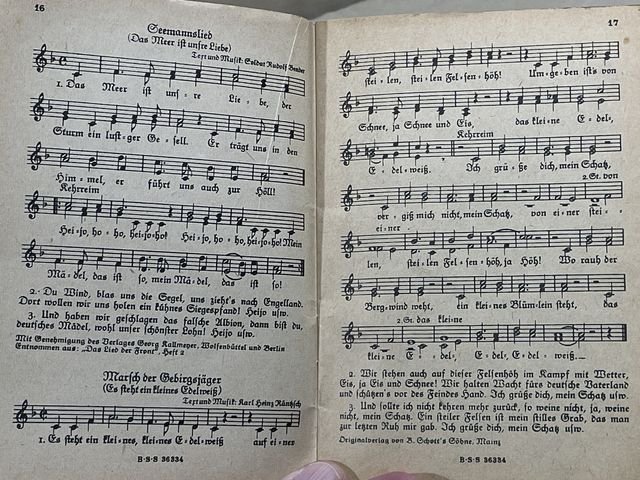 16
Seemannslied
(Das Meer ist unsre Liebe)
Text und Musik: Soldat Rudolf Bender
1. Das Meer ist uns-re Lie-be, der
Sturm ein lust-ger Ge-sell. Er trägt uns in den
Him-mel, er führt uns auch zur Höll!
Kehrreim
Hei-jo, ho-ho, hei-jo-ho! Hei-jo, ho-ho, hei-jo-ho! Mein
Mä-del, das ist so, mein Mä-del, das ist so!
2. Du Wind, blas uns die Segel, uns zieht's nach Engelland.
Dort wollen wir uns holen ein kühnes Siegespfand! Heijo usw.
3. Und haben wir geschlagen das falsche Albion, dann bist du,
deutsches Mädel, wohl unser schönster Lohn! Heijo usw.
Mit Genehmigung des Verlages Georg Kallmeyer, Wolfenbüttel und Berlin
Entnommen aus: „Das Lied der Front“, Heft 2
Marsch der Gebirgsjäger
(Es steht ein kleines Edelweiß)
Text und Musik: Karl Heinz Räntzsch
1. Es steht ein klei-nes, klei-nes E-del-weiß auf ei-ner
B·S·S 36334
17
stei-len, stei-len Fel-sen-höh! Um-ge-ben ist's von
Schnee, ja Schnee und Eis, das klei-ne E-del-
Kehrreim
E-del-weiß. Ich grü-ße dich, mein Schatz,
2. St. von
ver-giß mich nicht, mein Schatz, von ei-ner stei-
ei-ner
len, stei-len Fel-sen-höh, ja Höh! Wo rauh der
Berg-wind weht, ein klei-nes Blüm-lein steht, das
2. St. das kleine
klei-ne E-del-, E-del-, E-del-weiß.
2. Wir stehen auch auf dieser Felsenhöh im Kampf mit Wetter,
Eis, ja Eis und Schnee! Wir halten Wacht fürs deutsche Vaterland
und schützen's vor des Feindes Hand. Ich grüße dich, mein Schatz usw.
3. Und sollte ich nicht kehren mehr zurück, so weine nicht, ja, weine
nicht, mein Schatz. Ein steiler Felsen ist mein stilles Grab, das man
zur letzten Ruh mir gab. Ich grüße dich, mein Schatz usw.
Originalverlag von B. Schott's Söhne, Mainz
B·S·S 36334